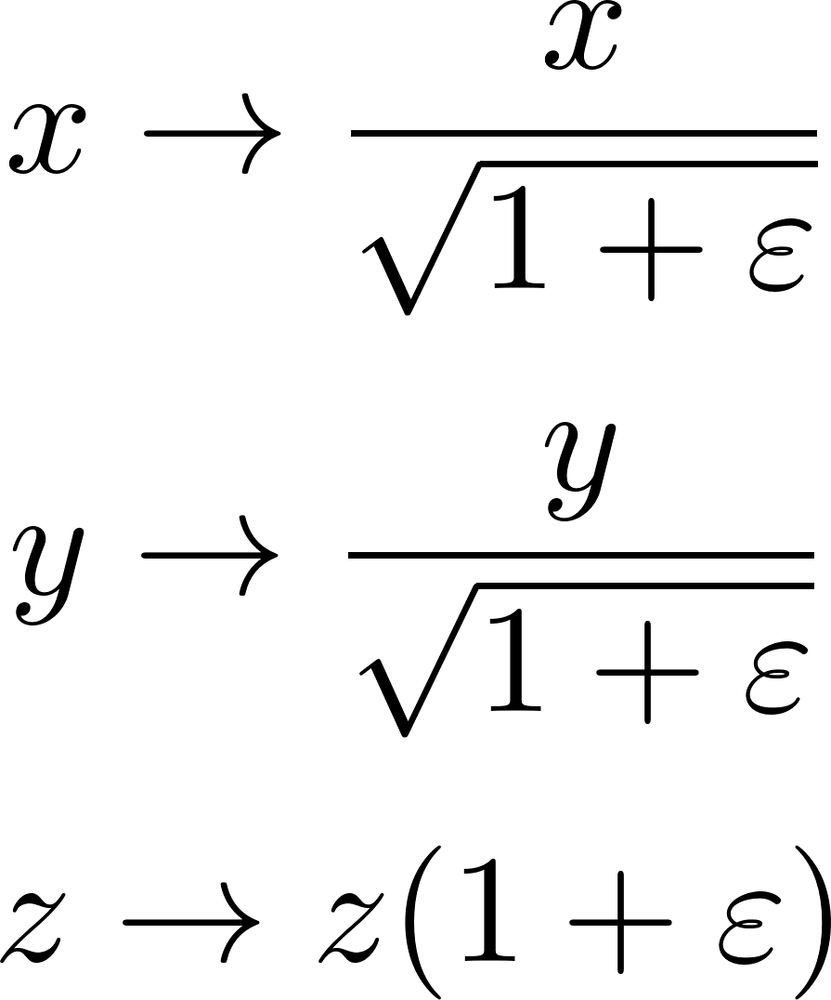 x → x/√(1 + ε)
y → y/√(1 + ε)
z → z(1 + ε)